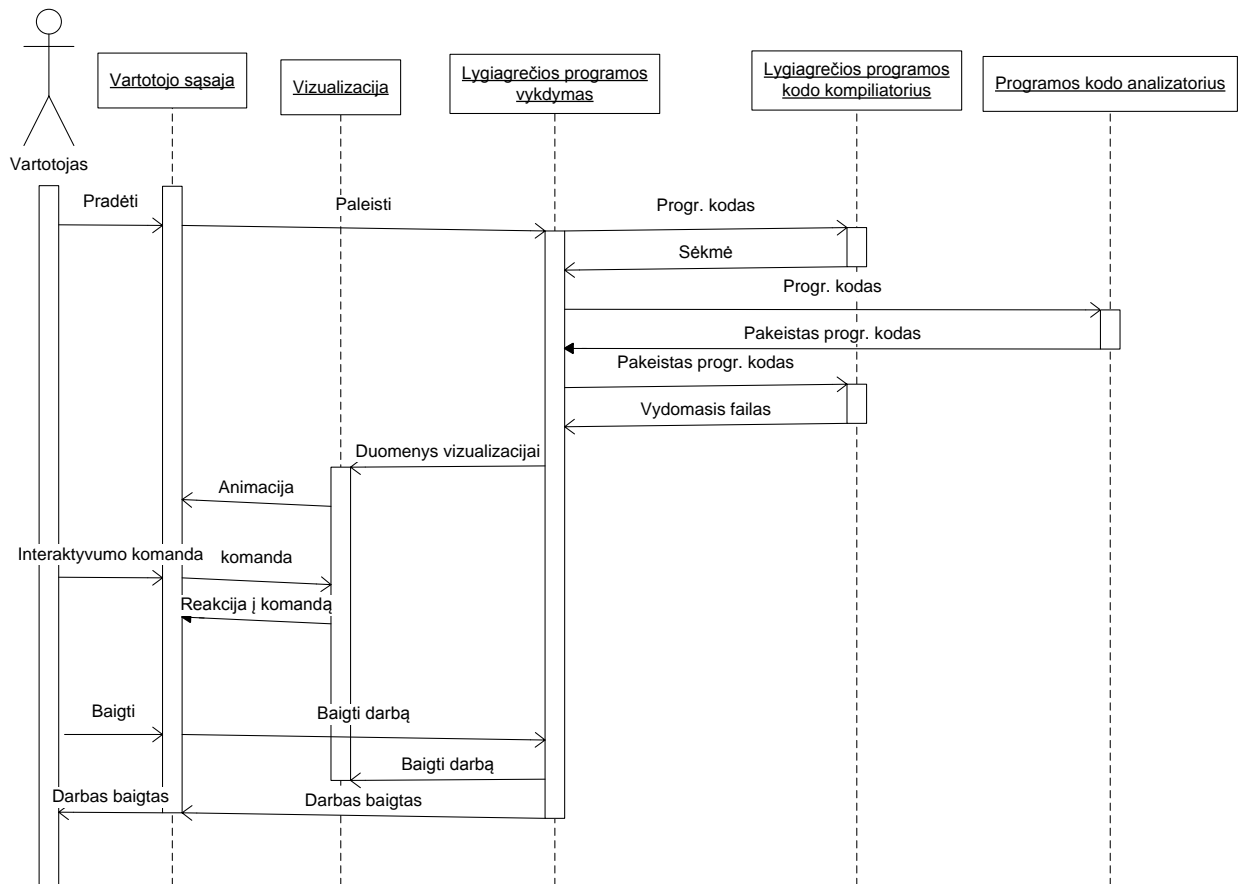 Vartotojo sąsaja
Vizualizacija
Lygiagrečios programos
vykdymas
Lygiagrečios programos
kodo kompiliatorius
Programos kodo analizatorius
Vartotojas
Pradėti
Paleisti
Progr. kodas
Sėkmė
Progr. kodas
Pakeistas progr. kodas
Pakeistas progr. kodas
Vydomasis failas
Duomenys vizualizacijai
Animacija
Interaktyvumo komanda
komanda
Reakcija į komandą
Baigti
Baigti darbą
Baigti darbą
Darbas baigtas
Darbas baigtas